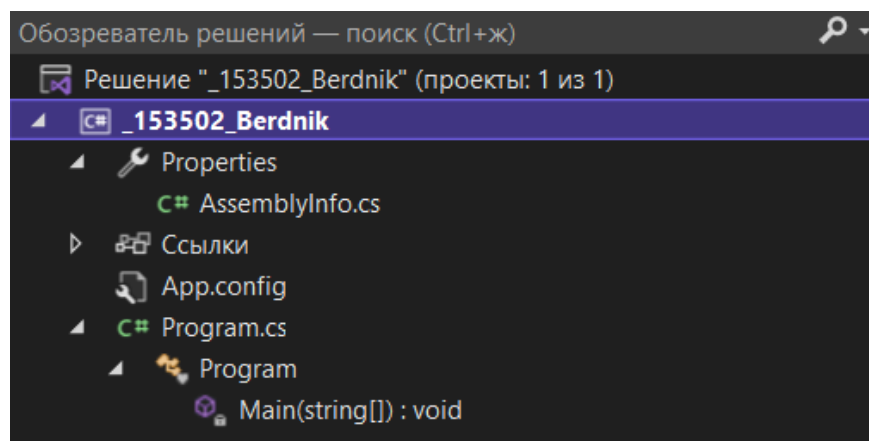 Обозреватель решений — поиск (Ctrl+ж)
Решение "_153502_Berdnik" (проекты: 1 из 1)
C# _153502_Berdnik
Properties
C# AssemblyInfo.cs
Ссылки
App.config
C# Program.cs
Program
Main(string[]) : void